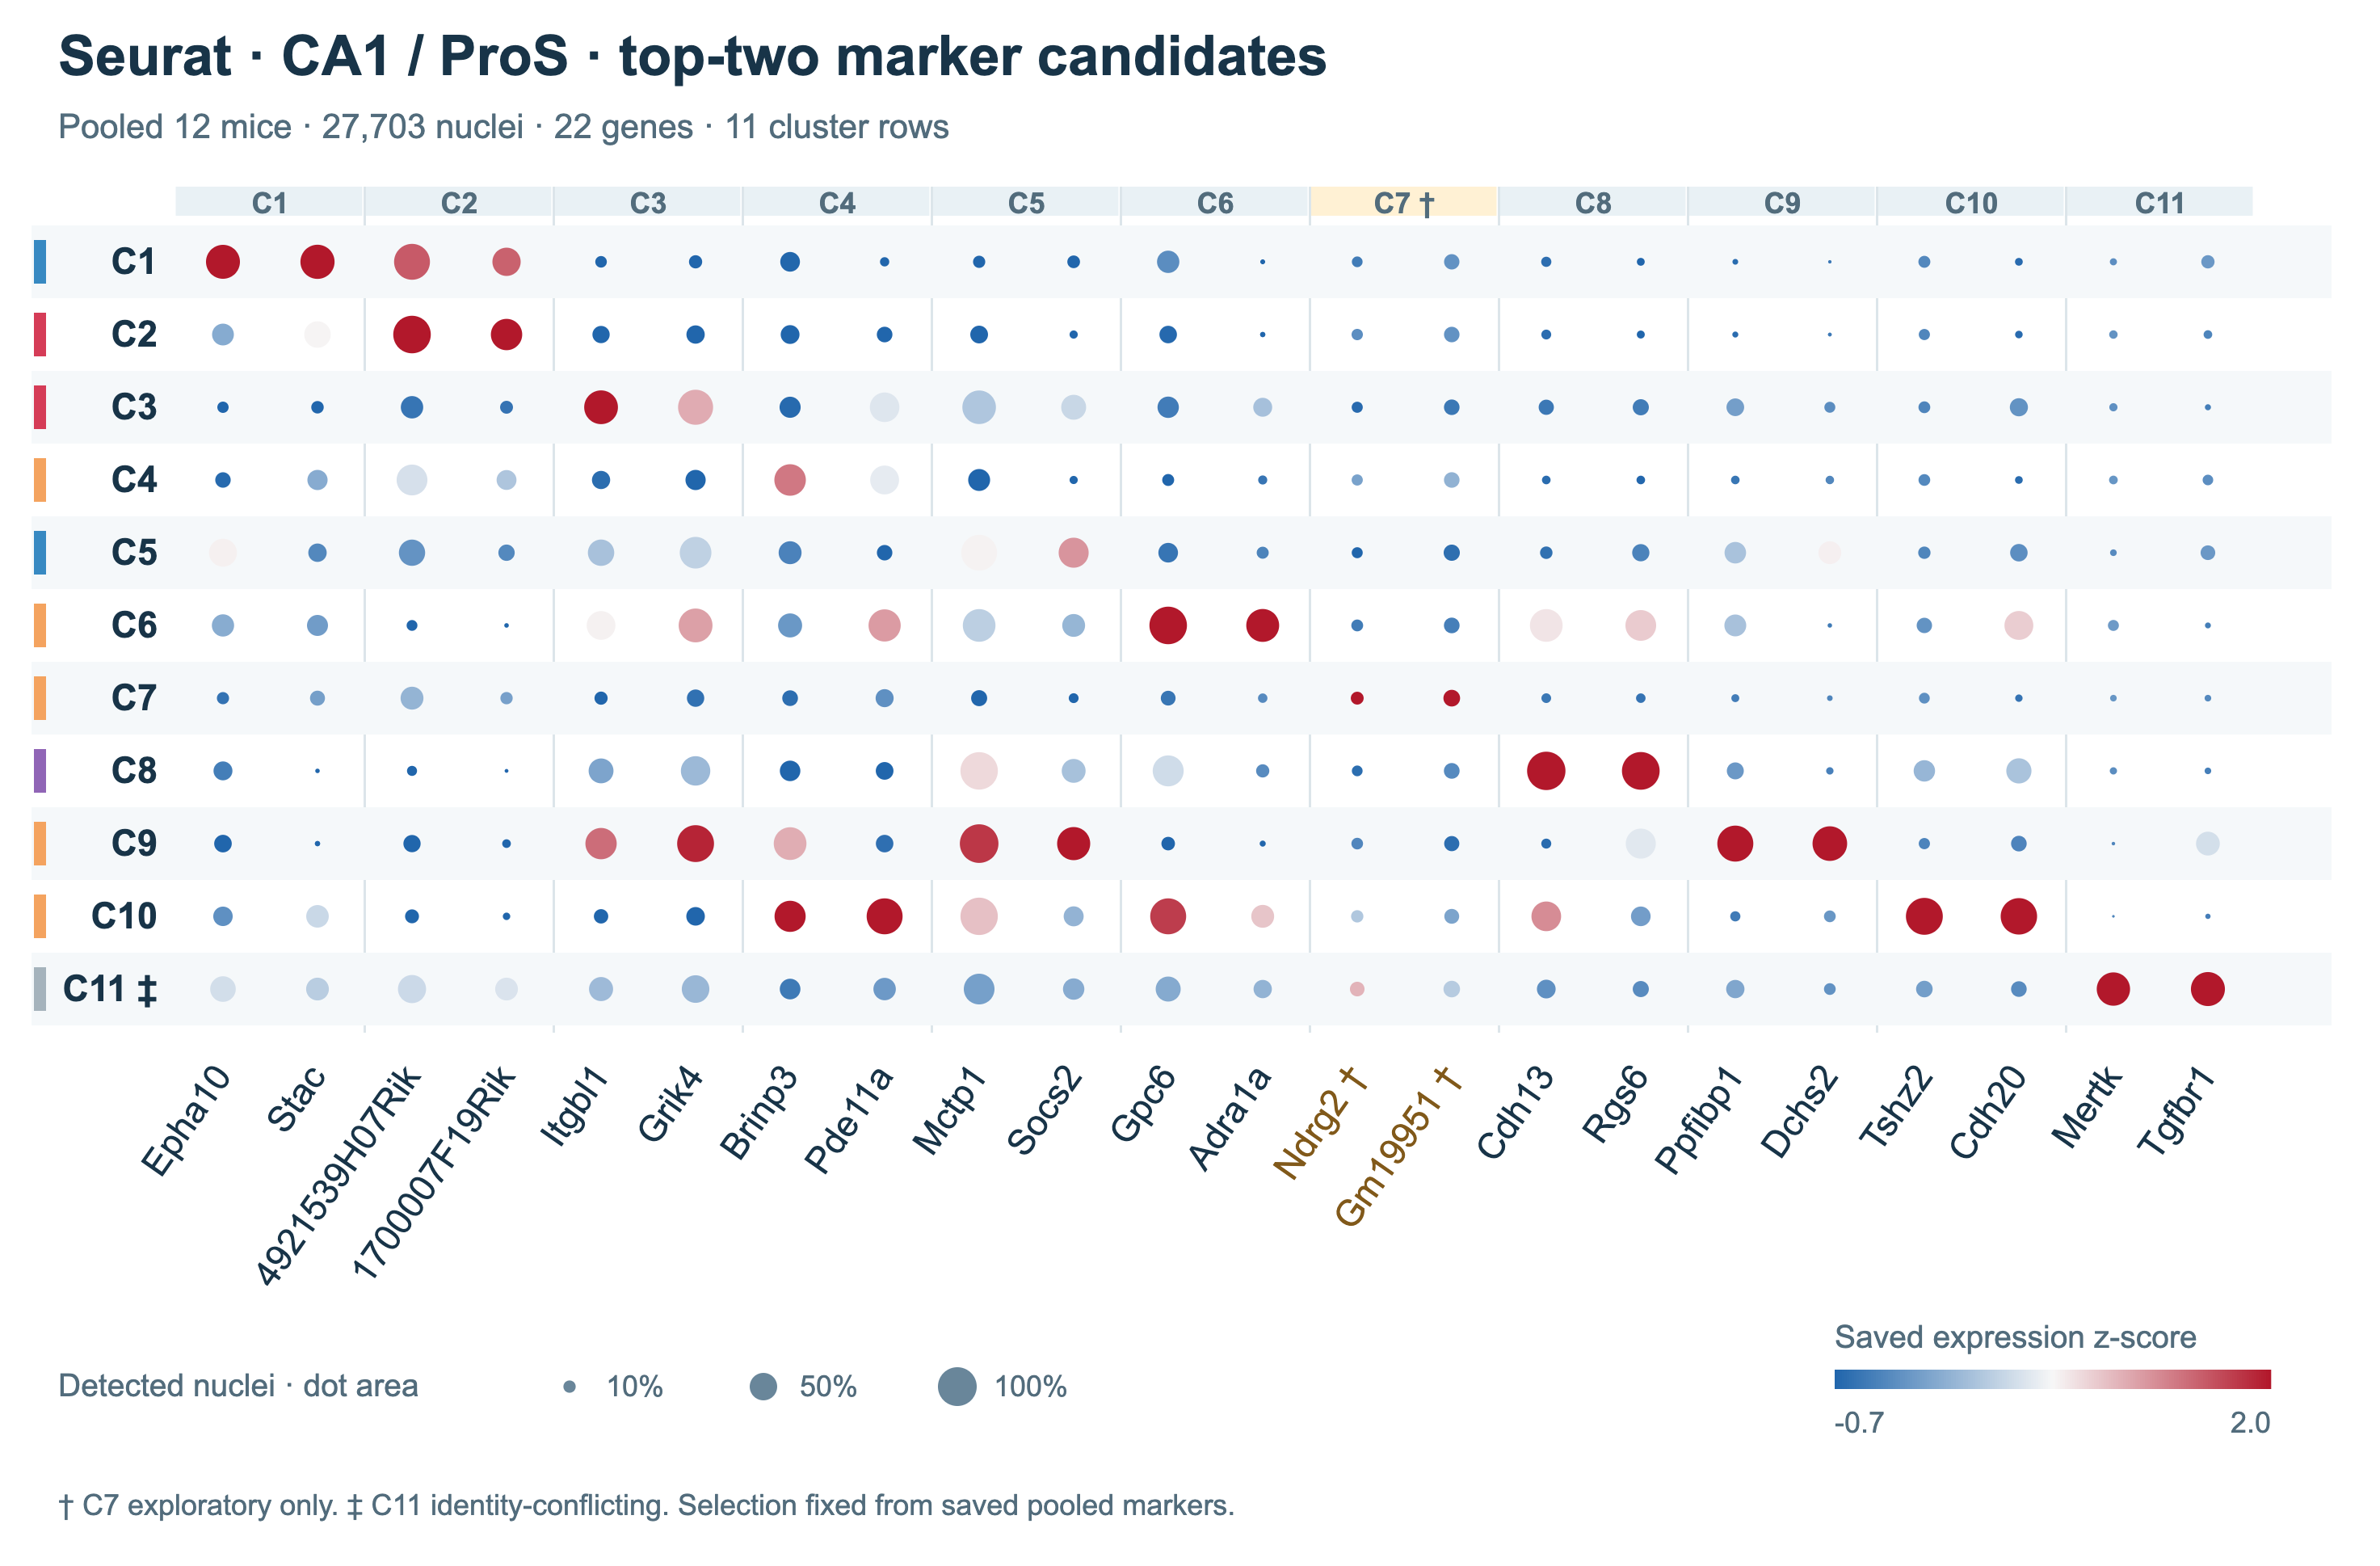 Seurat · CA1 / ProS · top-two marker candidates
Pooled 12 mice · 27,703 nuclei · 22 genes · 11 cluster rows
C1 C2 C3 C4 C5 C6 C7 † C8 C9 C10 C11
C1
C2
C3
C4
C5
C6
C7
C8
C9
C10
C11 ‡
Epha10
Stac
4921539H07Rik
1700007F19Rik
Itgbl1
Grik4
Brinp3
Pde11a
Mctp1
Socs2
Gpc6
Adra1a
Ndrg2 †
Gm19951 †
Cdh13
Rgs6
Ppfibp1
Dchs2
Tshz2
Cdh20
Mertk
Tgfbr1
Saved expression z-score
-0.7 2.0
Detected nuclei · dot area 10% 50% 100%
† C7 exploratory only. ‡ C11 identity-conflicting. Selection fixed from saved pooled markers.